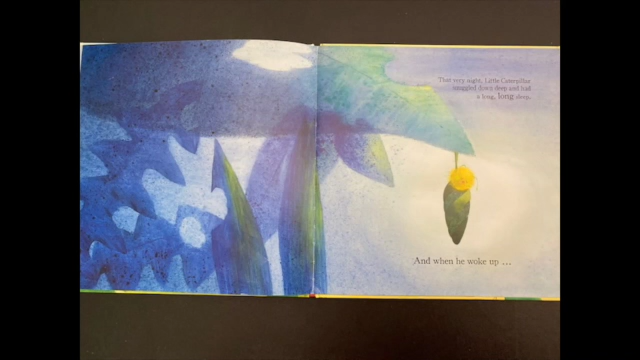 That very night, Little Caterpillar
snuggled down deep and had
a long, long sleep.
And when he woke up ...